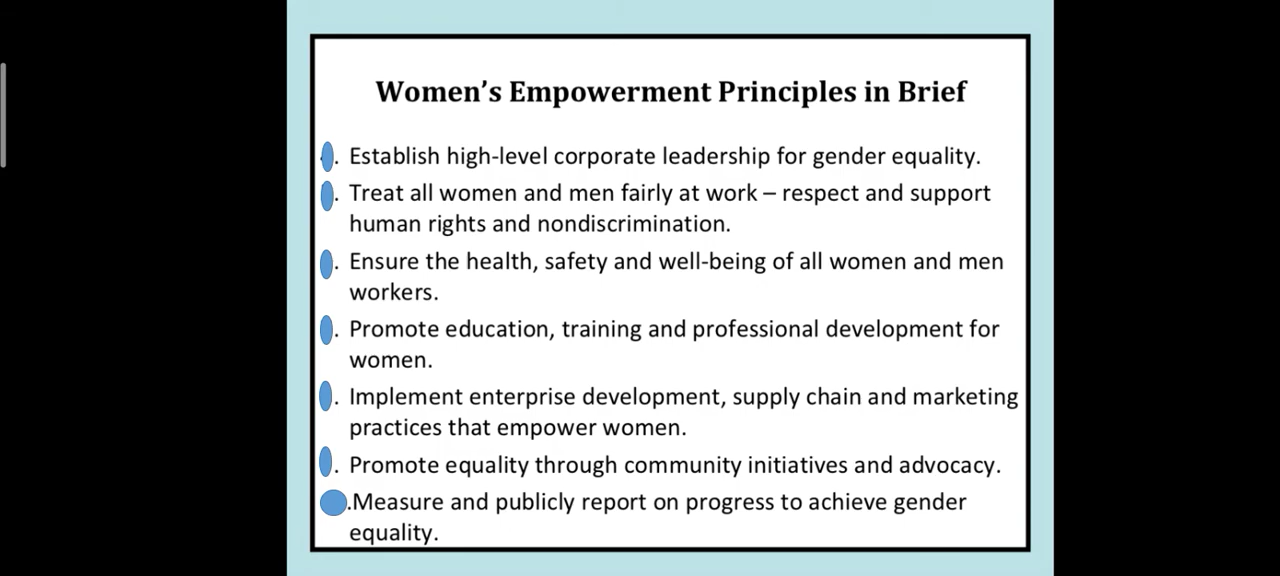 Women's Empowerment Principles in Brief
. Establish high-level corporate leadership for gender equality.
. Treat all women and men fairly at work – respect and support
human rights and nondiscrimination.
. Ensure the health, safety and well-being of all women and men
workers.
. Promote education, training and professional development for
women.
. Implement enterprise development, supply chain and marketing
practices that empower women.
. Promote equality through community initiatives and advocacy.
.Measure and publicly report on progress to achieve gender
equality.